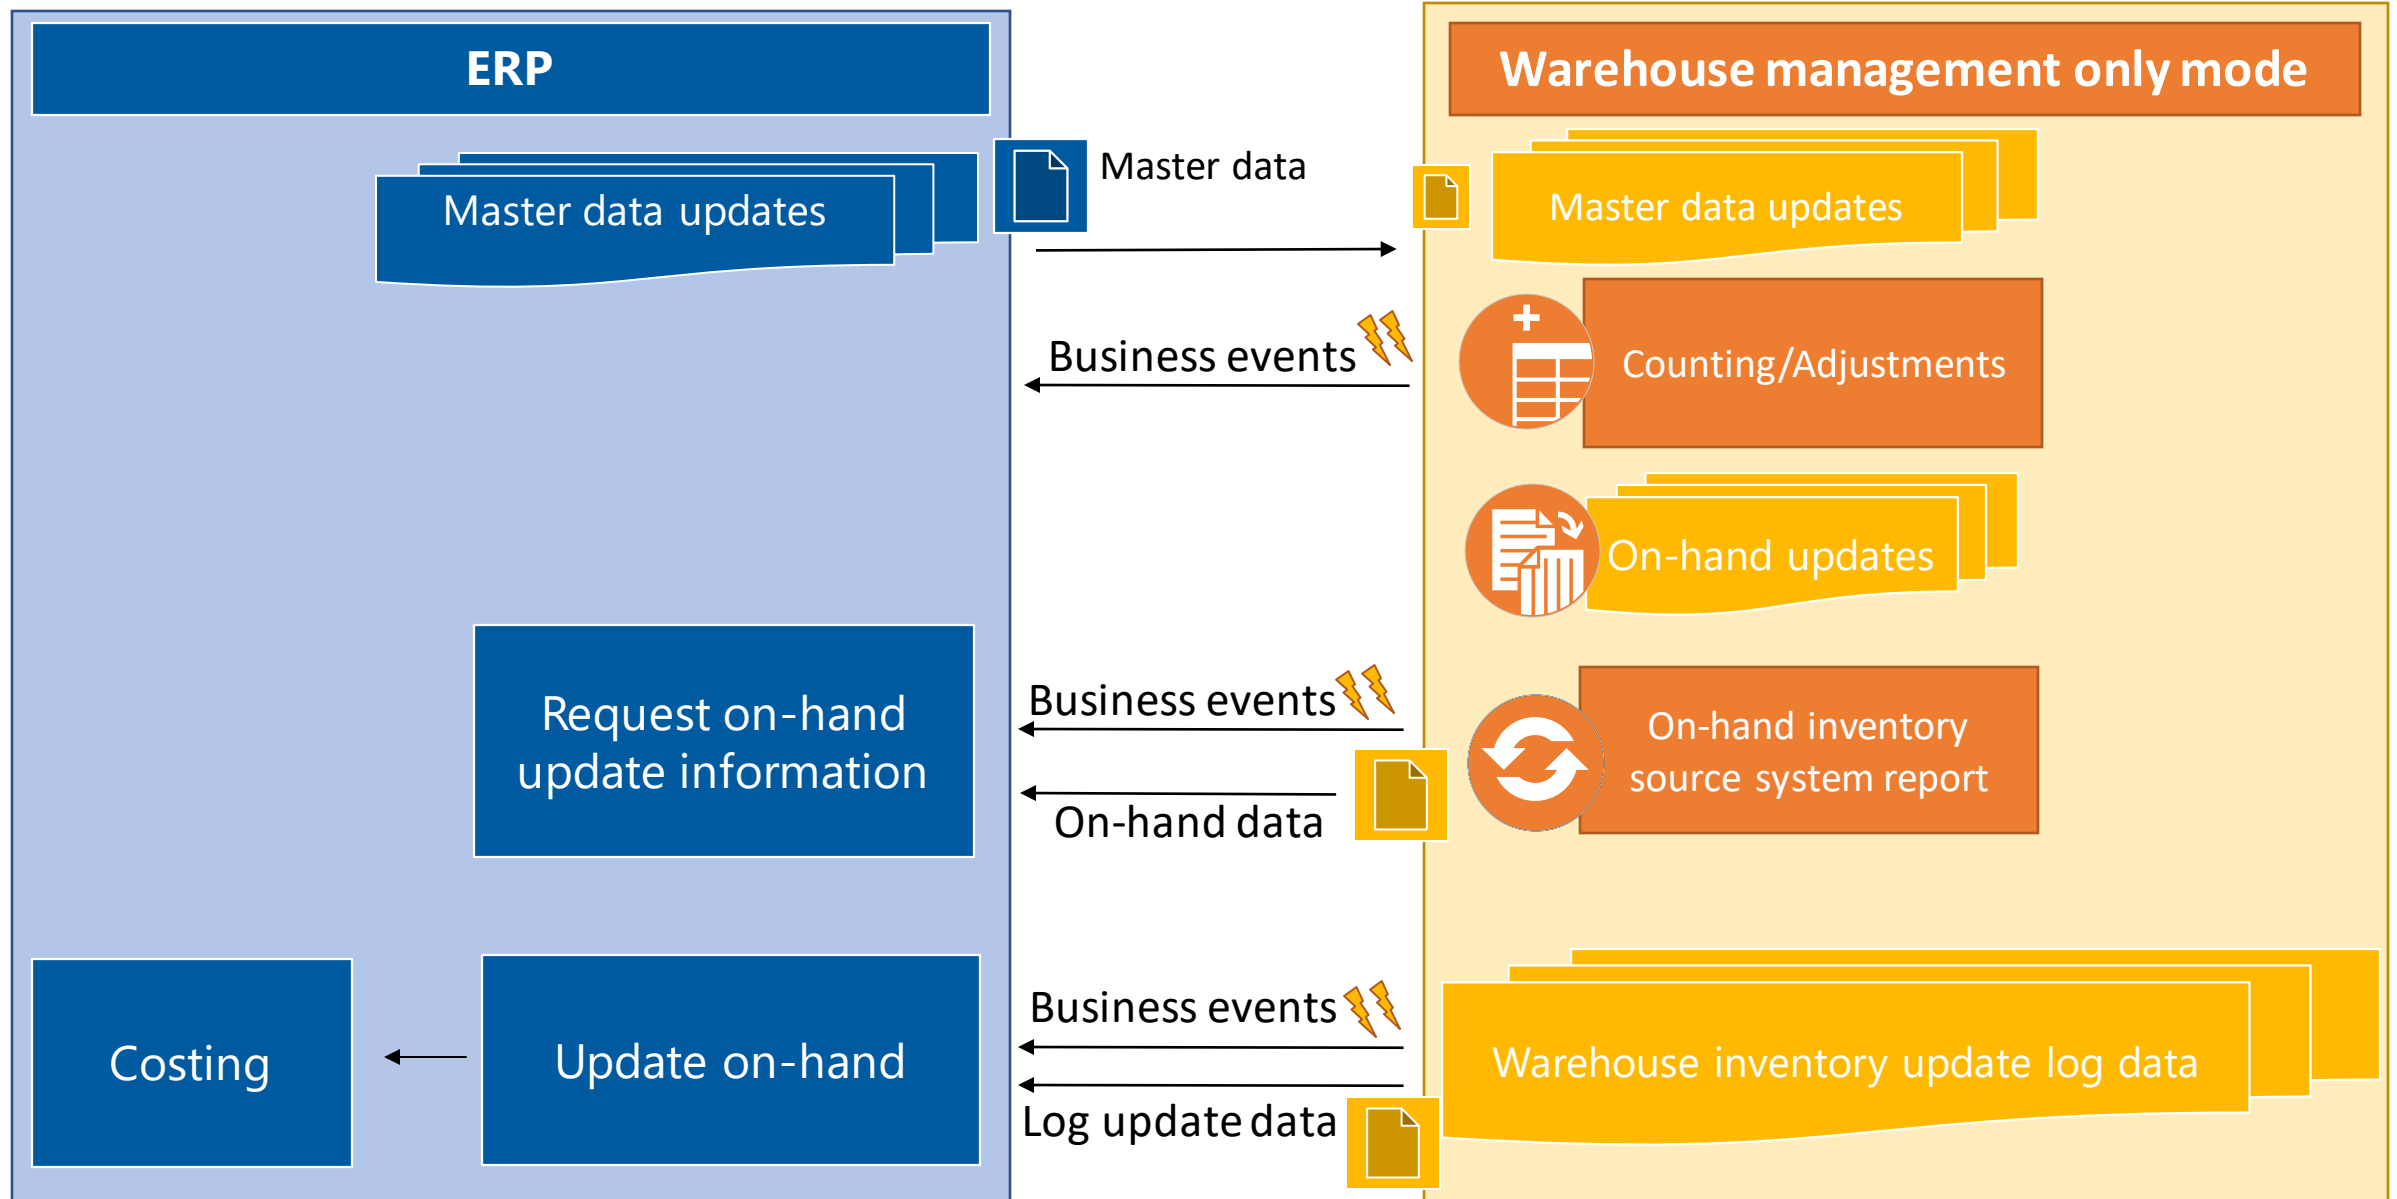 ERP
Warehouse management only mode
Master data updates
Master data
Master data updates
Business events
Counting/Adjustments
On-hand updates
Request on-hand
update information
Business events
On-hand data
On-hand inventory
source system report
Costing
Update on-hand
Business events
Log update data
Warehouse inventory update log data